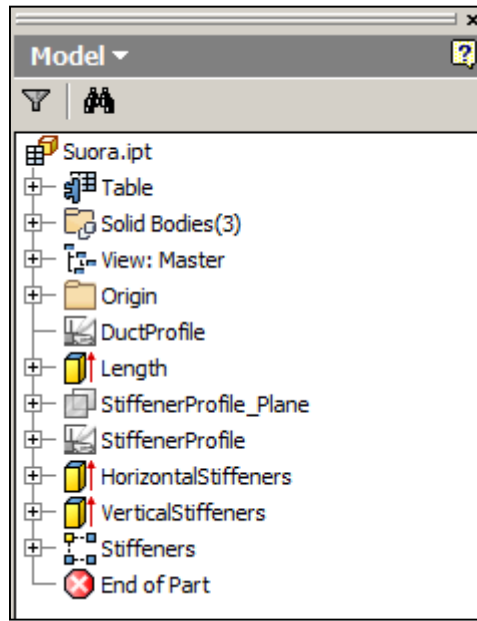 Model
Suora.ipt
Table
Solid Bodies(3)
View: Master
Origin
DuctProfile
Length
StiffenerProfile_Plane
StiffenerProfile
HorizontalStiffeners
VerticalStiffeners
Stiffeners
End of Part